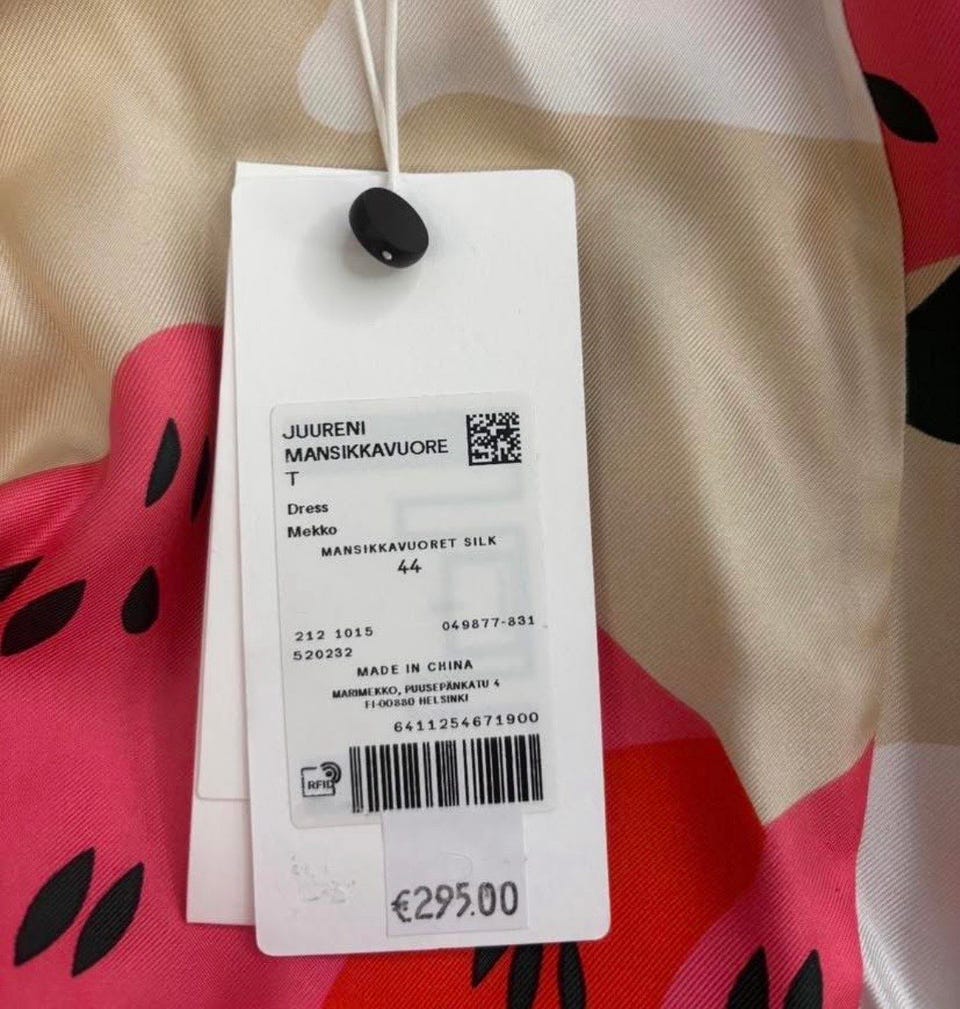 JUURENI
MANSIKKAVUORE
T
Dress
Mekko
MANSIKKAVUORET SILK
44
212 1015 049877-831
520232
MADE IN CHINA
MARIMEKKO, PUUSEPÄNKATU 4
FI-00880 HELSINKI
6411254671900
RFID
€295.00